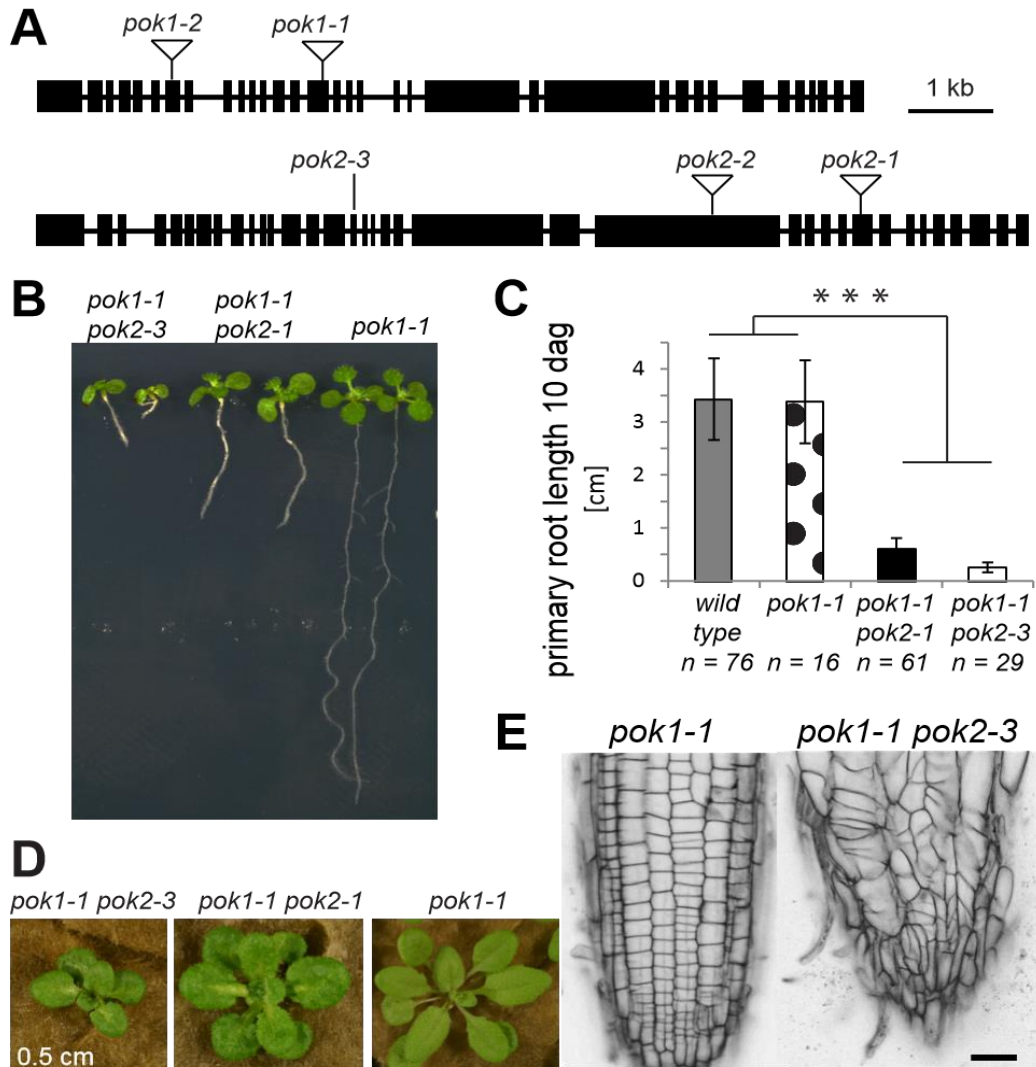 A
pok1-2
pok1-1
1 kb
pok2-3
pok2-2
pok2-1
B
pok1-1
pok2-3
pok1-1
pok2-1
pok1-1
C
* * *
primary root length 10 dag
[cm]
4
3
2
1
0
wild
type
n = 76
pok1-1
n = 16
pok1-1
pok2-1
n = 61
pok1-1
pok2-3
n = 29
D
pok1-1 pok2-3
pok1-1 pok2-1
pok1-1
0.5 cm
E
pok1-1
pok1-1 pok2-3